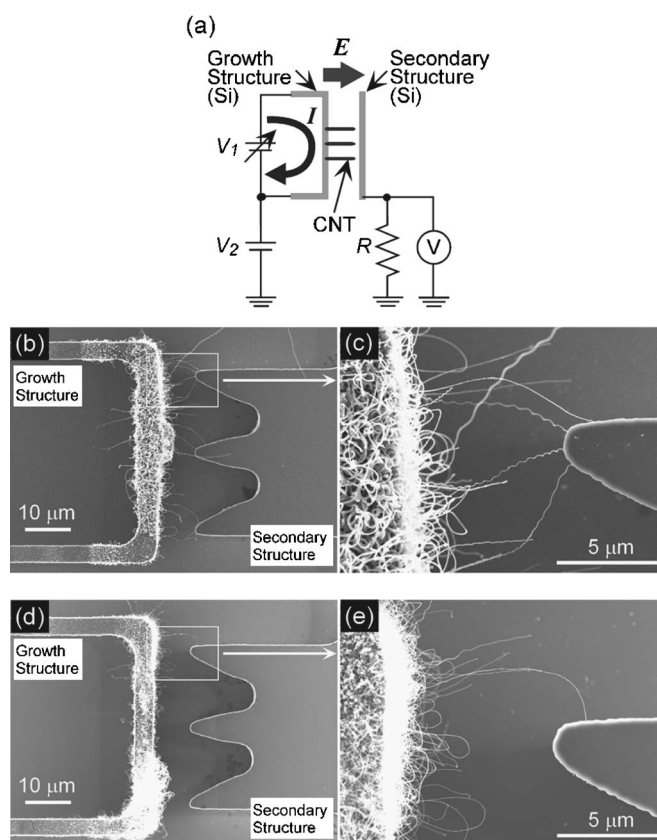 (a)
E
Growth
Structure
(Si)
Secondary
Structure
(Si)
I
V1
CNT
V2
R
V
(b)
Growth
Structure
10 μm
Secondary
Structure
(c)
5 μm
(d)
Growth
Structure
10 μm
Secondary
Structure
(e)
5 μm